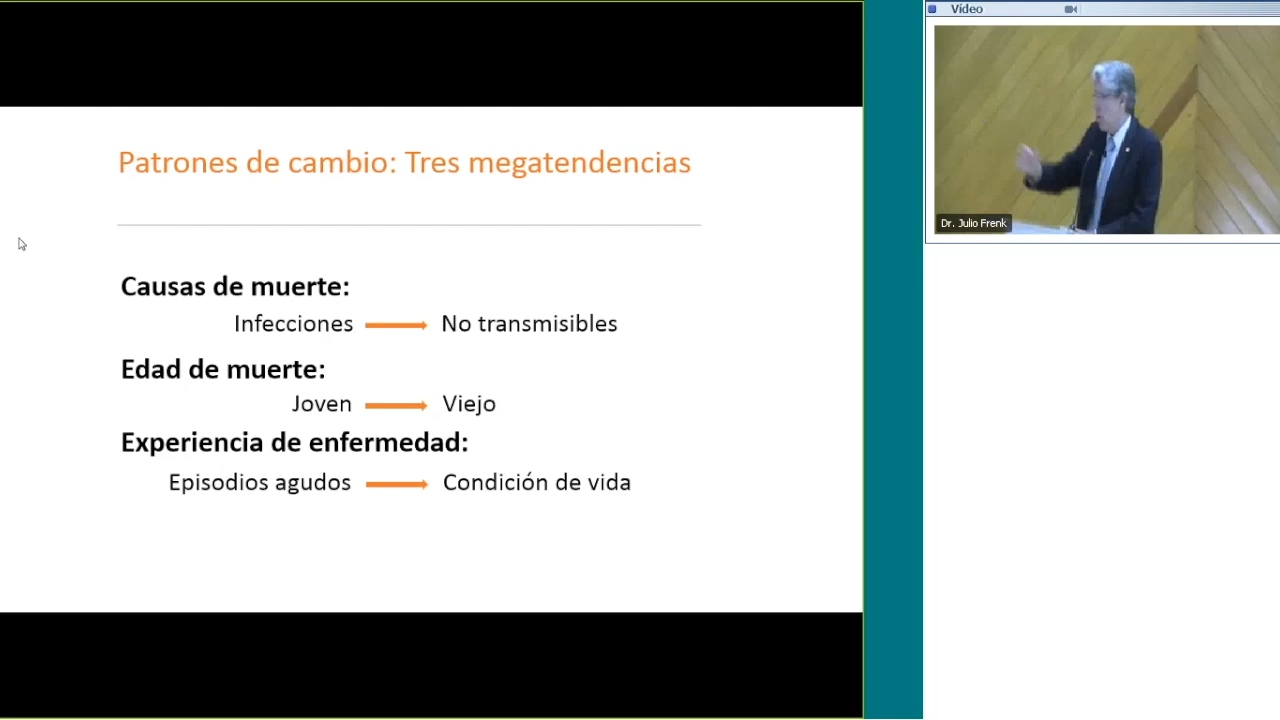 Patrones de cambio: Tres megatendencias
Causas de muerte:
Infecciones No transmisibles
Edad de muerte:
Joven Viejo
Experiencia de enfermedad:
Episodios agudos Condición de vida
Vídeo
Dr. Julio Frenk